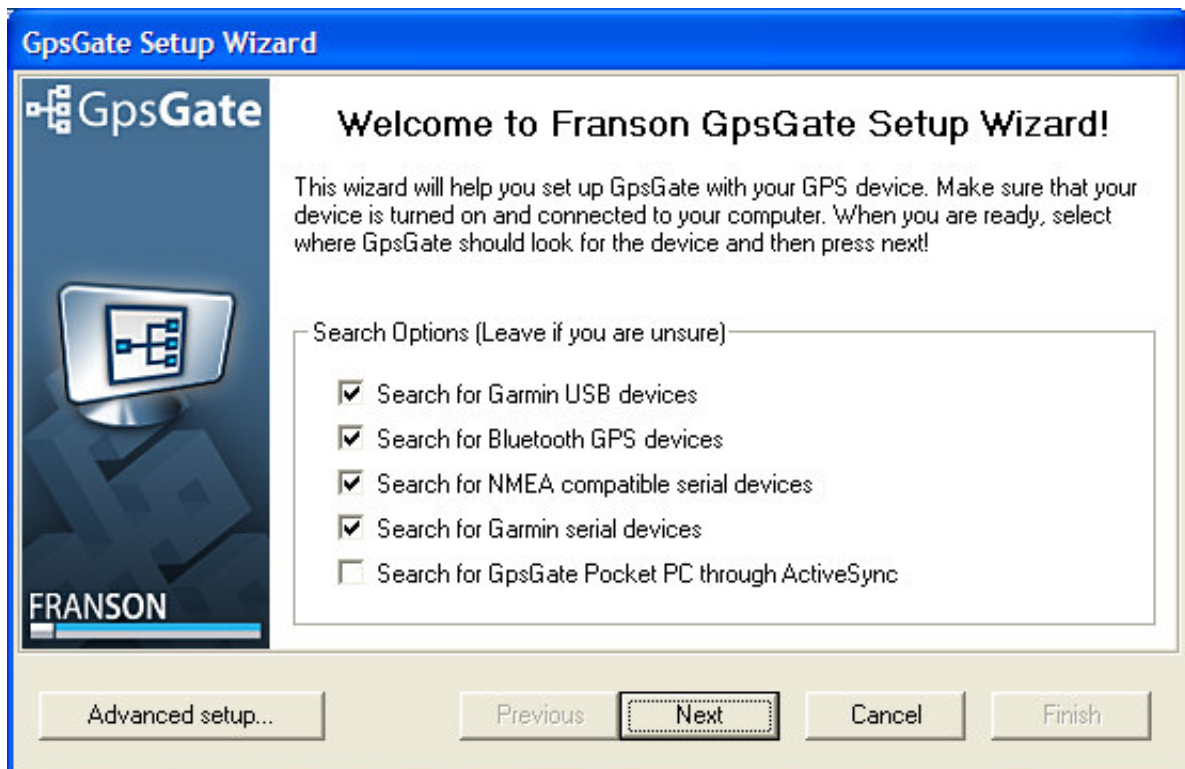 GpsGate Setup Wizard
GpsGate
Welcome to Franson GpsGate Setup Wizard!
This wizard will help you set up GpsGate with your GPS device. Make sure that your
device is turned on and connected to your computer. When you are ready, select
where GpsGate should look for the device and then press next!
Search Options (Leave if you are unsure)
Search for Garmin USB devices
Search for Bluetooth GPS devices
Search for NMEA compatible serial devices
Search for Garmin serial devices
Search for GpsGate Pocket PC through ActiveSync
FRANSON
Advanced setup... Previous Next Cancel Finish